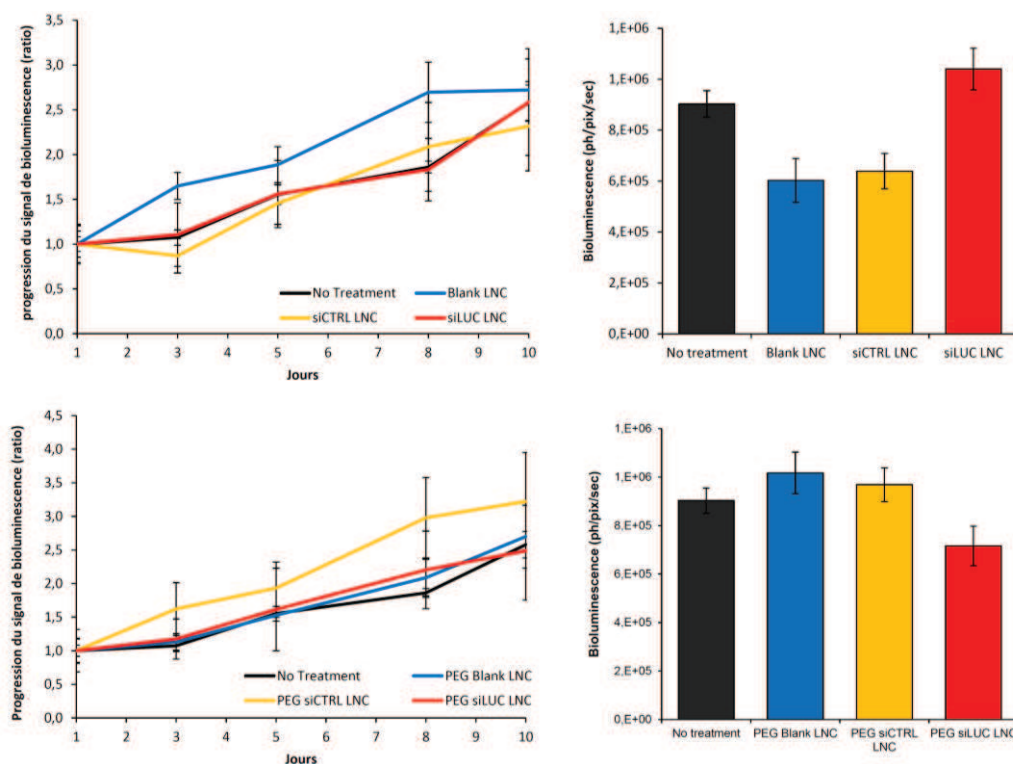 progression du signal de bioluminescence (ratio)
3,5
3,0
2,5
2,0
1,5
1,0
0,5
0,0
1 2 3 4 5 6 7 8 9 10
Jours
No Treatment
Blank LNC
siCTRL LNC
siLUC LNC
Bioluminescence (ph/pix/sec)
1,E+06
1,E+06
8,E+05
6,E+05
4,E+05
2,E+05
0,E+00
No treatment Blank LNC siCTRL LNC siLUC LNC
Progression du signal de bioluminescence (ratio)
4,5
4,0
3,5
3,0
2,5
2,0
1,5
1,0
0,5
0,0
1 2 3 4 5 6 7 8 9 10
Jours
No Treatment
PEG Blank LNC
PEG siCTRL LNC
PEG siLUC LNC
Bioluminescence (ph/pix/sec)
1,E+06
1,E+06
8,E+05
6,E+05
4,E+05
2,E+05
0,E+00
No treatment PEG Blank LNC PEG siCTRL PEG siLUC LNC
LNC